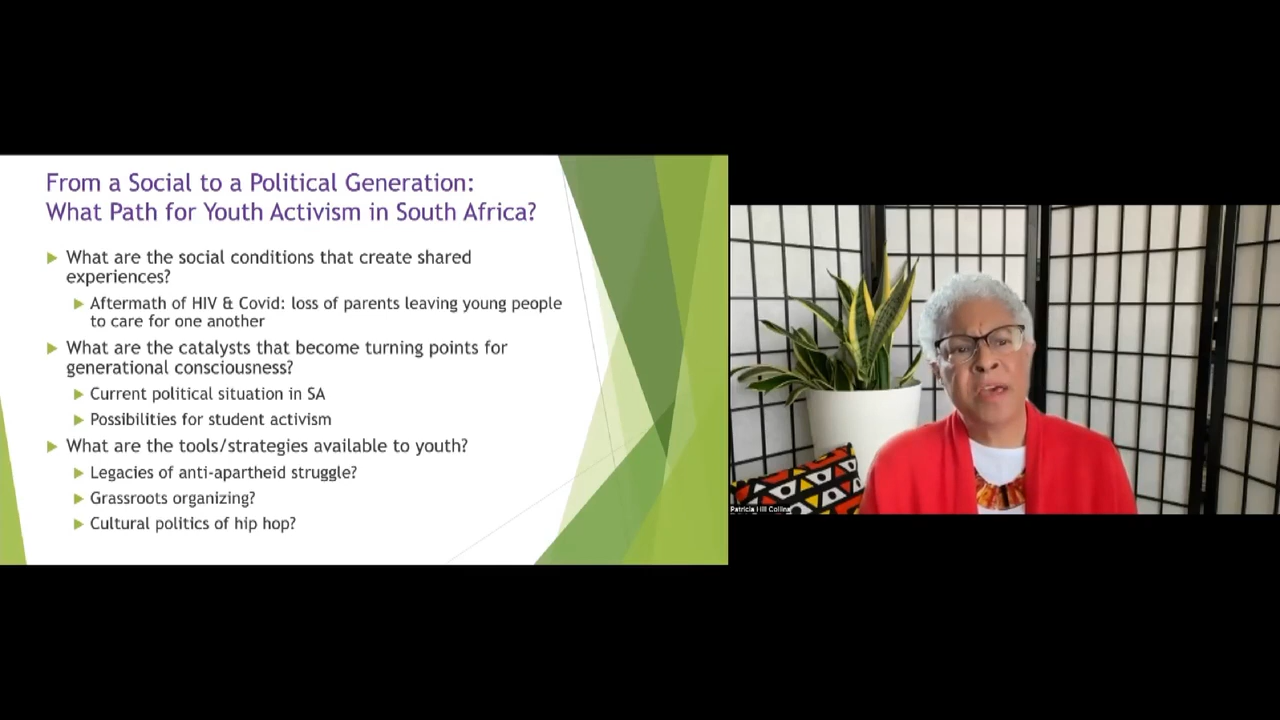 From a Social to a Political Generation:
What Path for Youth Activism in South Africa?
What are the social conditions that create shared
experiences?
Aftermath of HIV & Covid: loss of parents leaving young people
to care for one another
What are the catalysts that become turning points for
generational consciousness?
Current political situation in SA
Possibilities for student activism
What are the tools/strategies available to youth?
Legacies of anti-apartheid struggle?
Grassroots organizing?
Cultural politics of hip hop?
Patricia Hill Collins